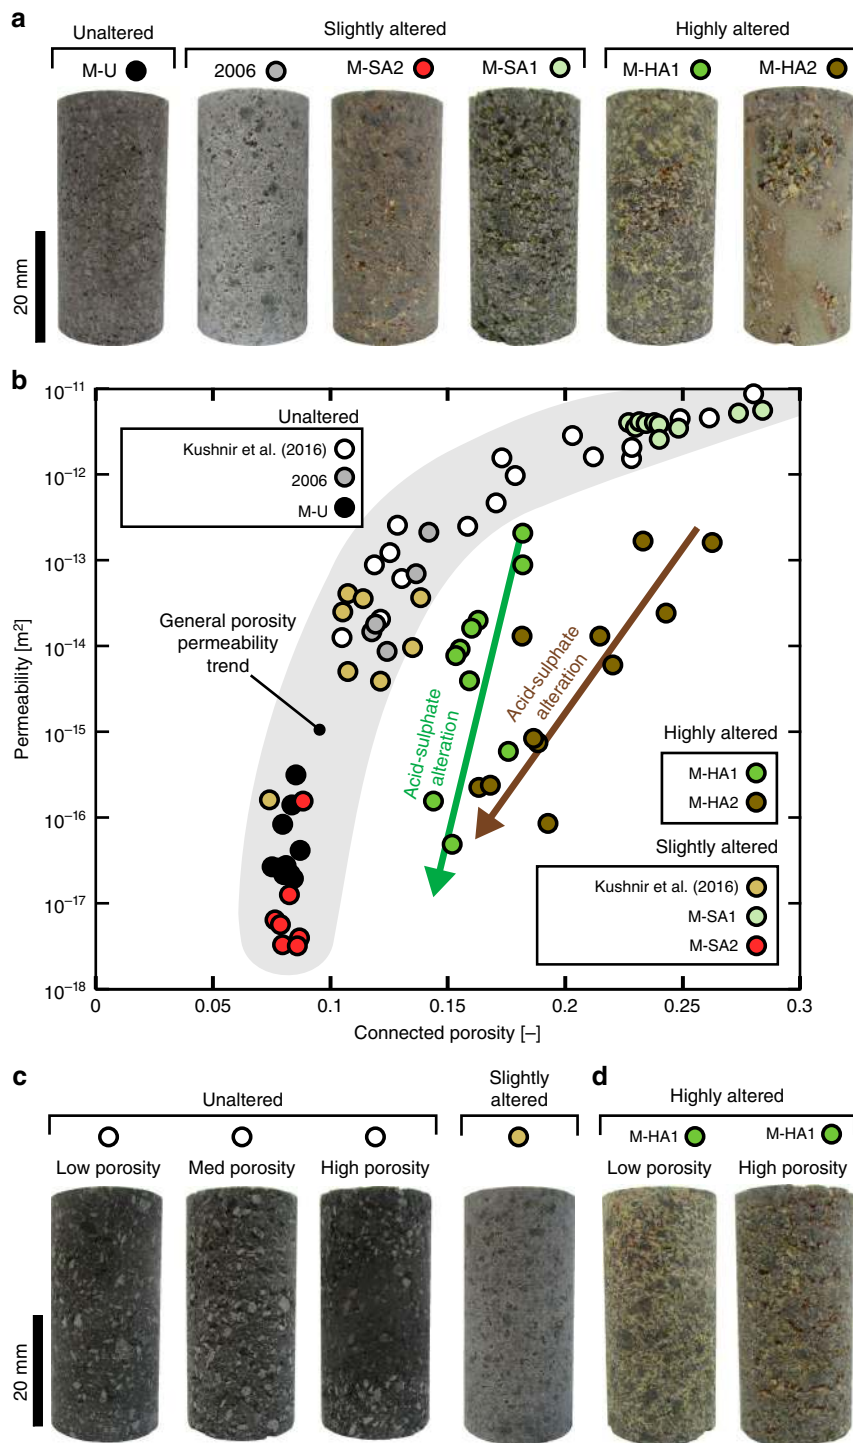 a
Unaltered
Slightly altered
Highly altered
M-U
2006
M-SA2
M-SA1
M-HA1
M-HA2
20 mm
b
10⁻¹¹
10⁻¹²
10⁻¹³
10⁻¹⁴
10⁻¹⁵
10⁻¹⁶
10⁻¹⁷
10⁻¹⁸
Permeability [m²]
Unaltered
Kushnir et al. (2016)
2006
M-U
General porosity
permeability
trend
Acid-sulphate
alteration
Acid-sulphate
alteration
Highly altered
M-HA1
M-HA2
Slightly altered
Kushnir et al. (2016)
M-SA1
M-SA2
0
0.05
0.1
0.15
0.2
0.25
0.3
Connected porosity [–]
c
Unaltered
Slightly
altered
Low porosity
Med porosity
High porosity
20 mm
d
Highly altered
M-HA1
M-HA1
Low porosity
High porosity